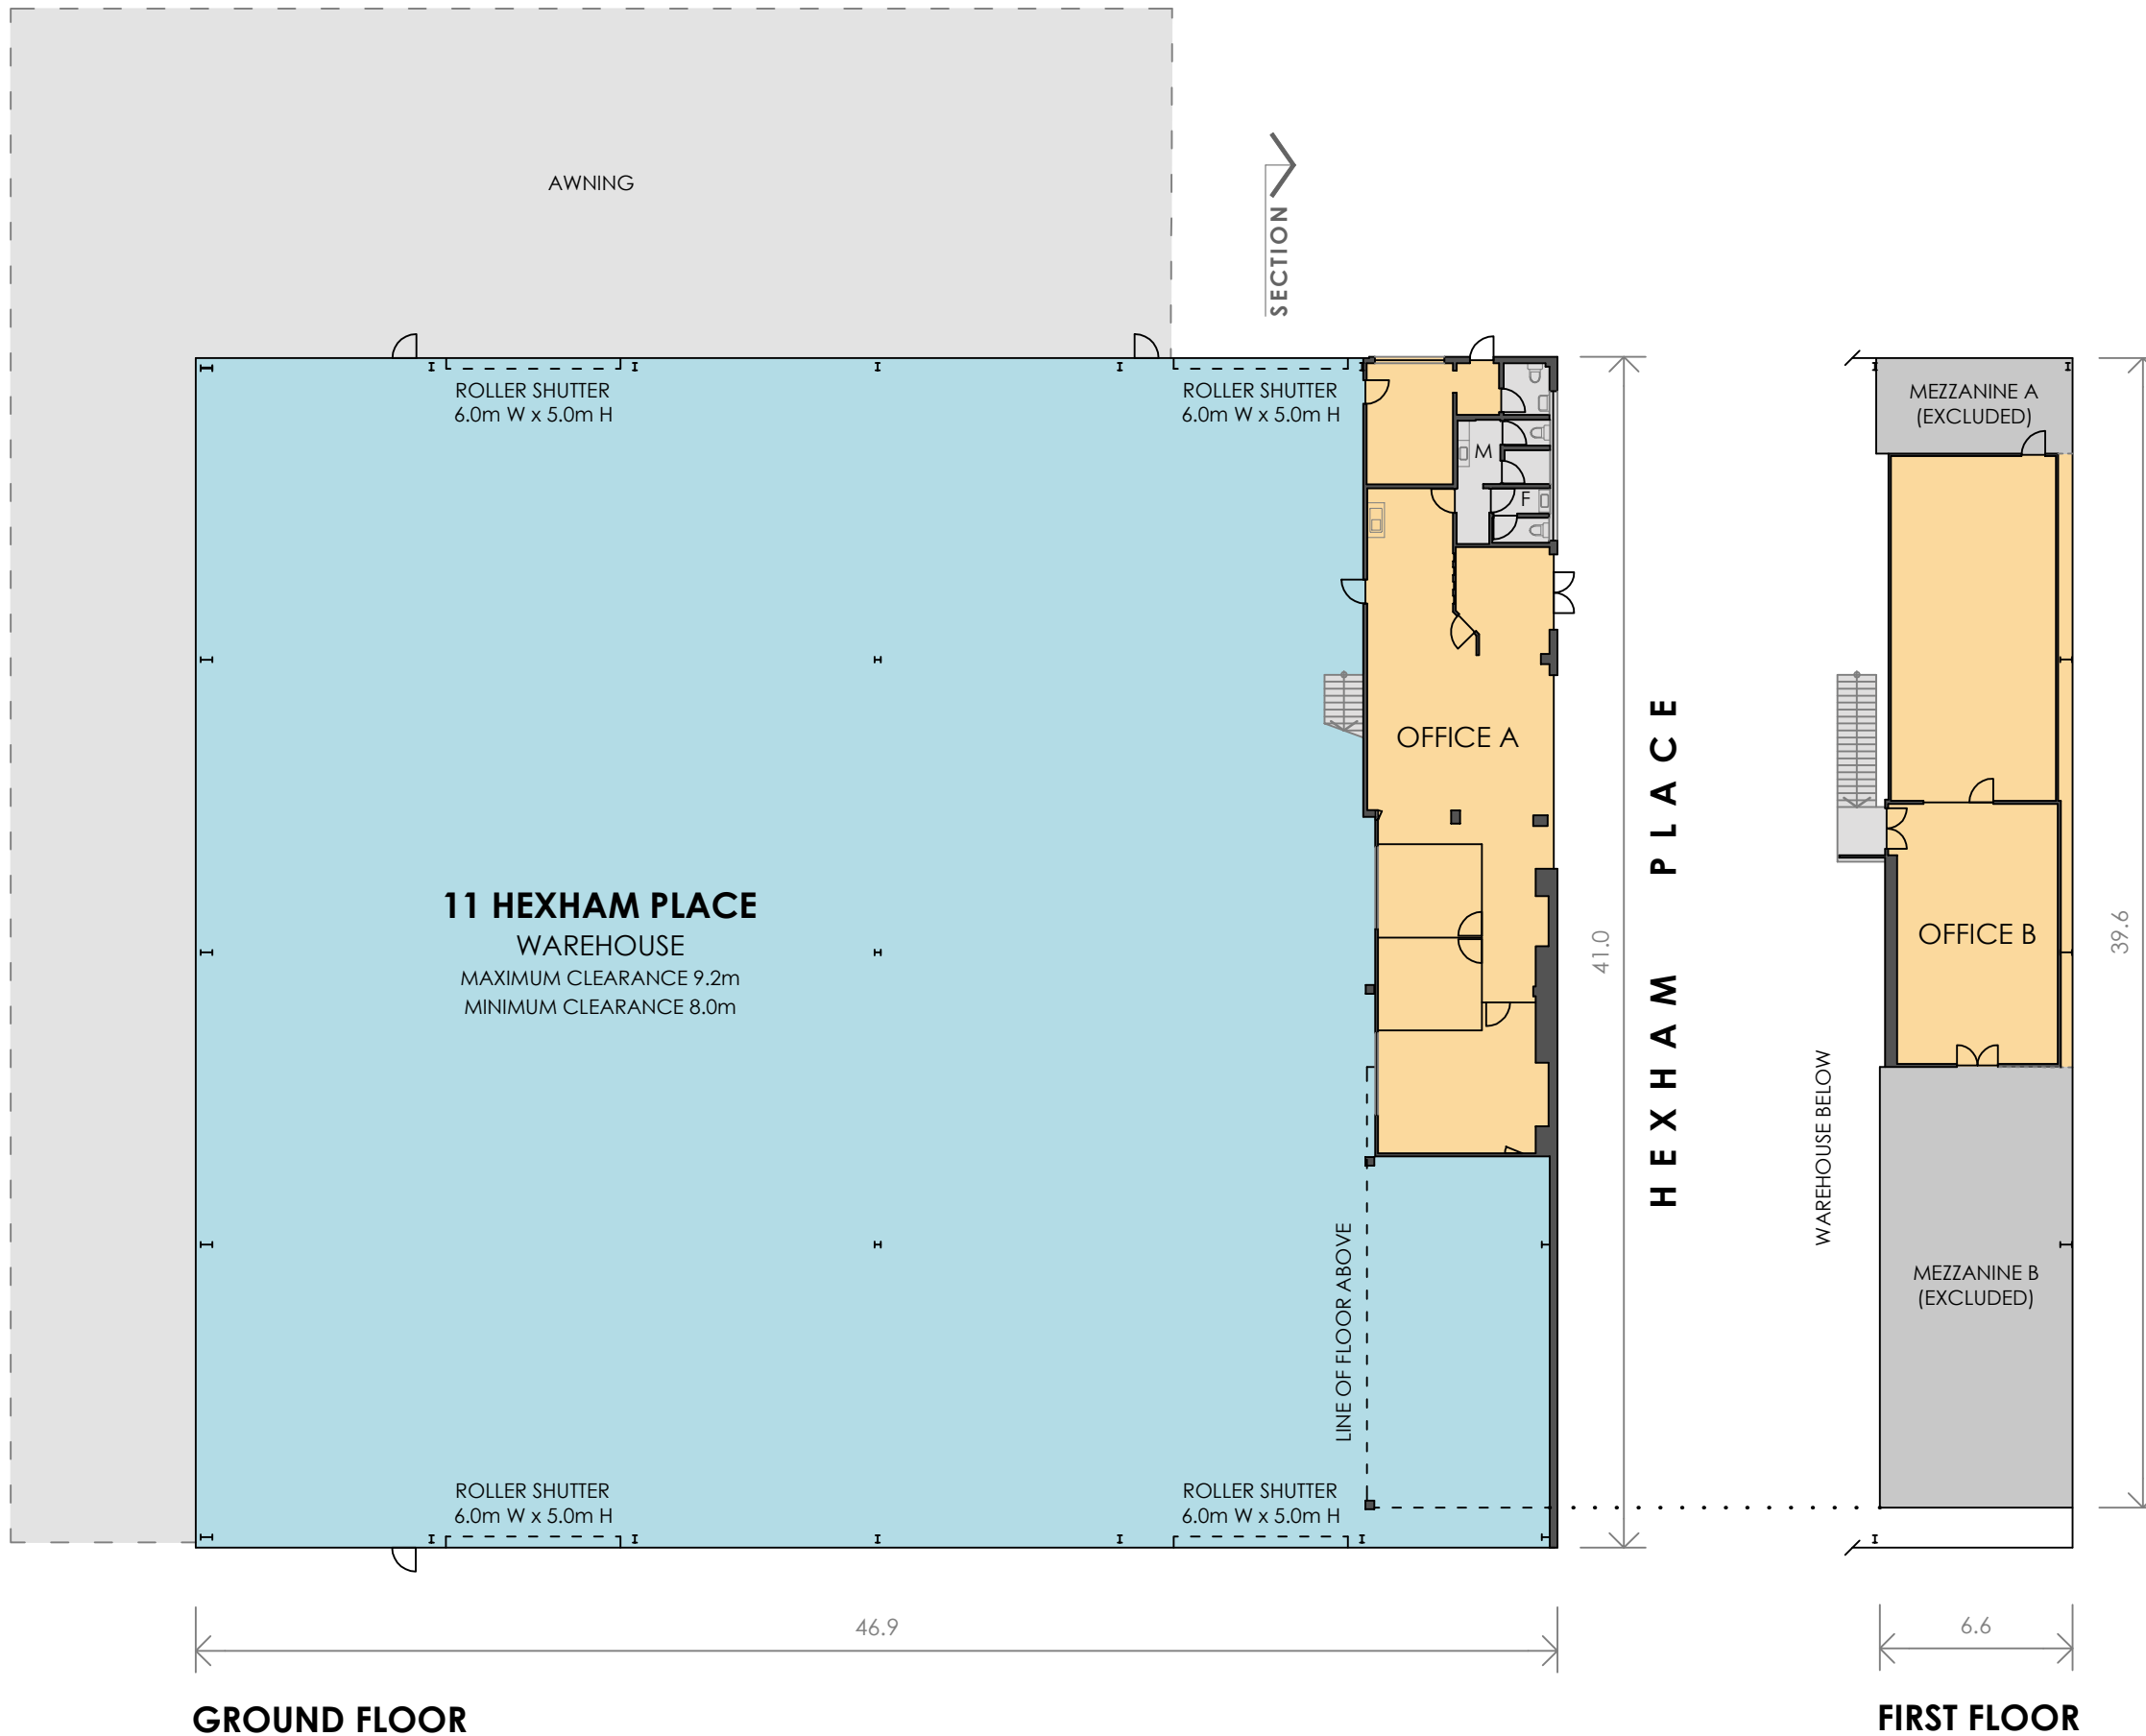 AWNING
SECTION
ROLLER SHUTTER
6.0m W x 5.0m H
ROLLER SHUTTER
6.0m W x 5.0m H
M
F
OFFICE A
11 HEXHAM PLACE
WAREHOUSE
MAXIMUM CLEARANCE 9.2m
MINIMUM CLEARANCE 8.0m
LINE OF FLOOR ABOVE
ROLLER SHUTTER
6.0m W x 5.0m H
ROLLER SHUTTER
6.0m W x 5.0m H
41.0
HEXHAM PLACE
46.9
GROUND FLOOR
MEZZANINE A
(EXCLUDED)
OFFICE B
WAREHOUSE BELOW
MEZZANINE B
(EXCLUDED)
39.6
6.6
FIRST FLOOR